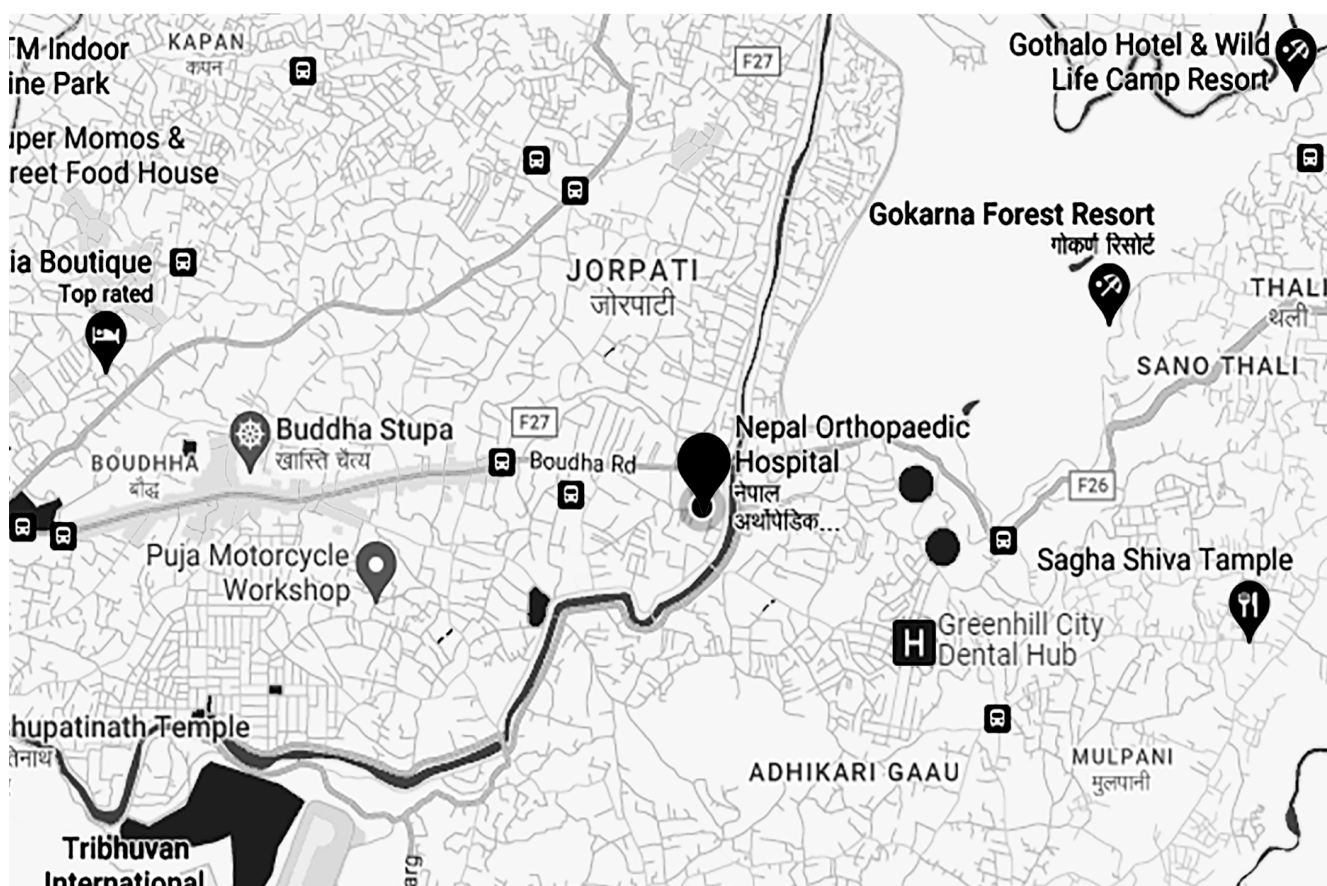 TM Indoor
ine Park
KAPAN
कपन
F27
Gothalo Hotel & Wild
Life Camp Resort
uper Momos &
reet Food House
Gokarna Forest Resort
गोकर्ण रिसोर्ट
ia Boutique
Top rated
JORPATI
जोरपाटी
THALI
थली
SANO THALI
Buddha Stupa
खास्ति चैत्य
F27
BOUDHHA
बौद्ध
Boudha Rd
Nepal Orthopaedic
Hospital
नेपाल
अर्थोपेडिक...
F26
Puja Motorcycle
Workshop
Sagha Shiva Tample
H
Greenhill City
Dental Hub
shupatinath Temple
तिनाथ
ADHIKARI GAAU
MULPANI
मुलपानी
Tribhuvan
International
arg